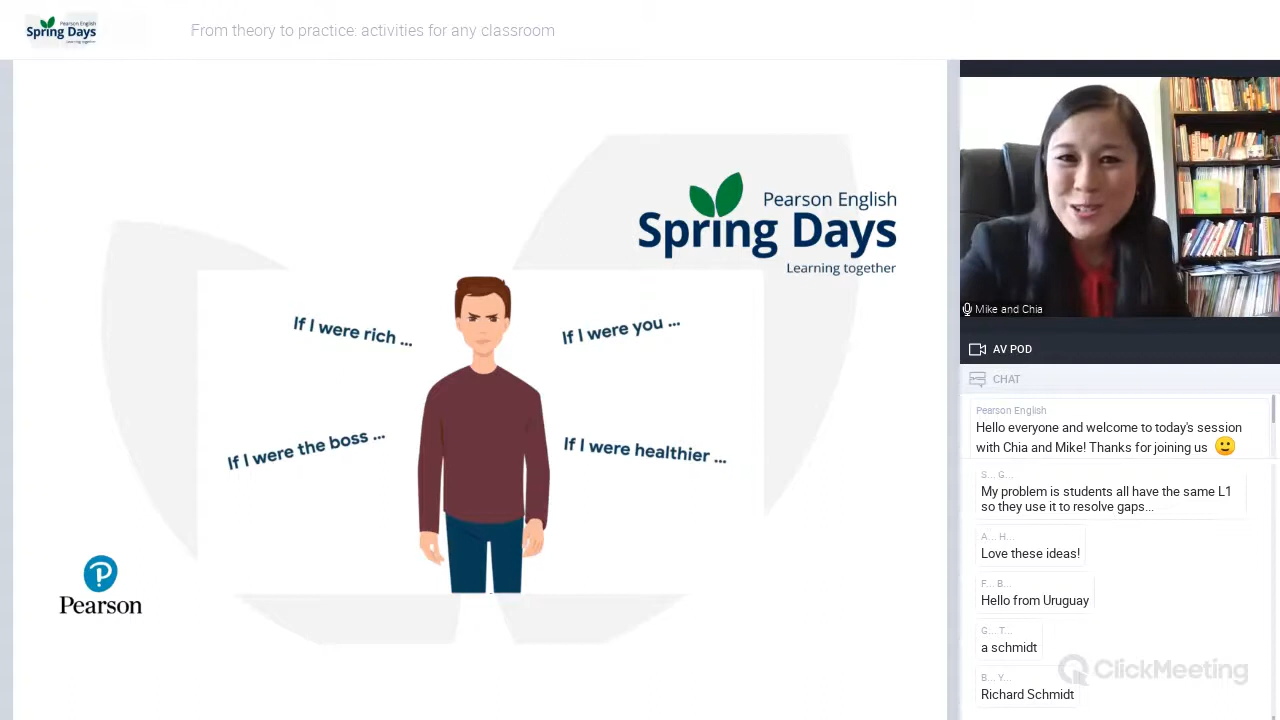 Pearson English
Spring Days
Learning together
From theory to practice: activities for any classroom
Pearson English
Spring Days
Learning together
If I were rich ...
If I were you ...
If I were the boss ...
If I were healthier ...
Pearson
Mike and Chia
AV POD
CHAT
Pearson English
Hello everyone and welcome to today's session
with Chia and Mike! Thanks for joining us 🙂
S... G...
My problem is students all have the same L1
so they use it to resolve gaps...
A... H...
Love these ideas!
F... B...
Hello from Uruguay
G... T...
a schmidt
B... Y...
Richard Schmidt
ClickMeeting